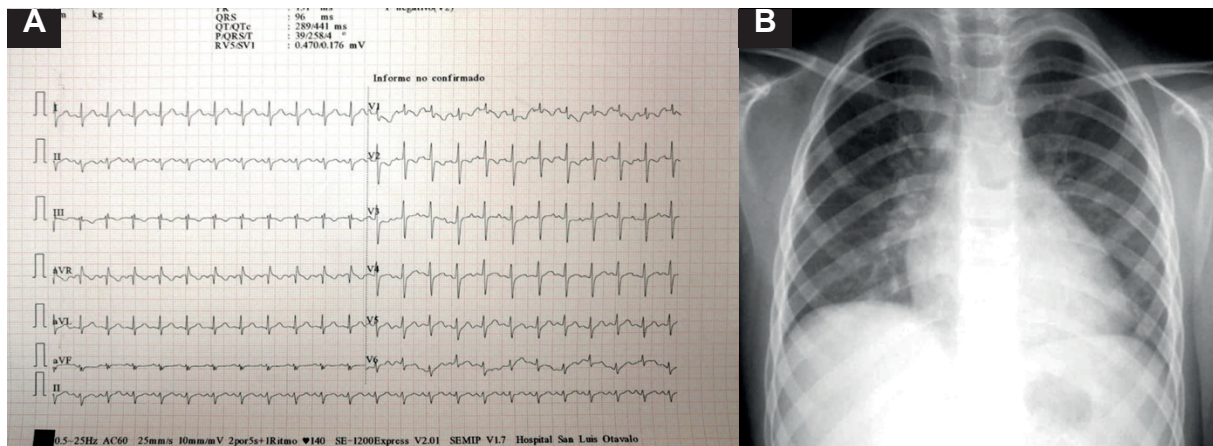 A
B
m kg
QRS : 96 ms
QT/QTc : 289/441 ms
P/QRS/T : 39/258/4 °
RV5/SV1 : 0.470/0.176 mV
Informe no confirmado
I
V1
II
V2
III
V3
aVR
V4
aVL
V5
aVF
V6
II
0.5~25Hz AC60 25mm/s 10mm/mV 2por5s+1Ritmo ♥140 SE-1200Express V2.01 SEMIP V1.7 Hospital San Luis Otavalo